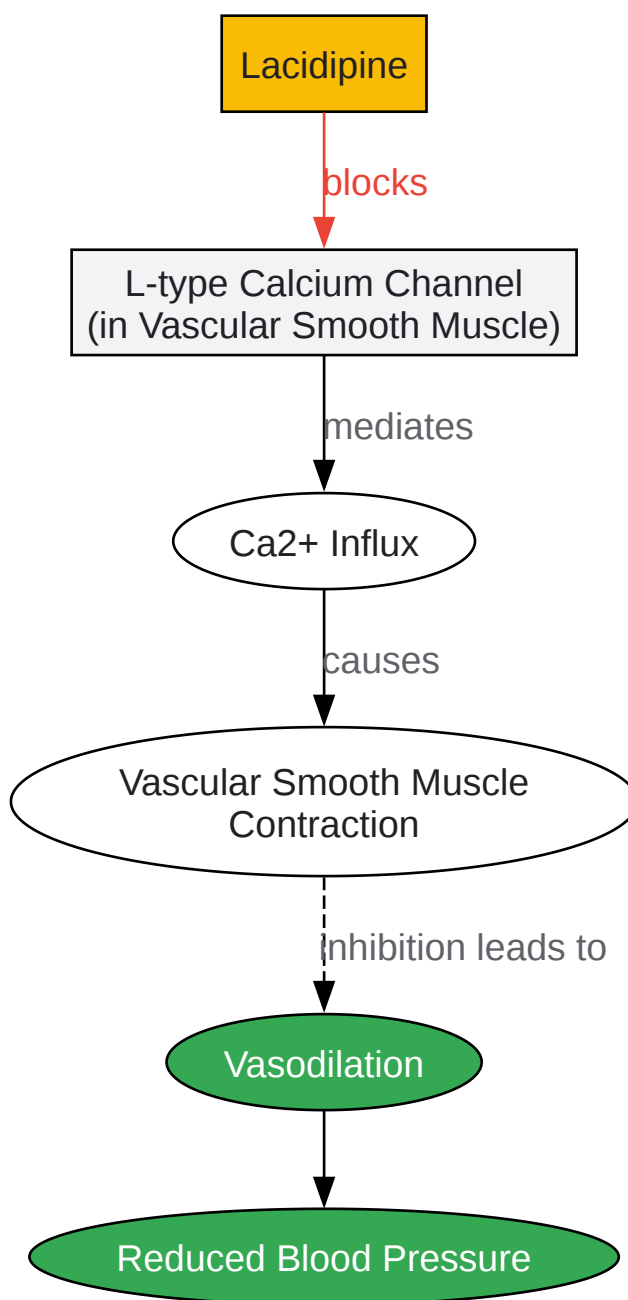 Lacidipine
blocks
L-type Calcium Channel
(in Vascular Smooth Muscle)
mediates
Ca2+ Influx
causes
Vascular Smooth Muscle
Contraction
inhibition leads to
Vasodilation
Reduced Blood Pressure